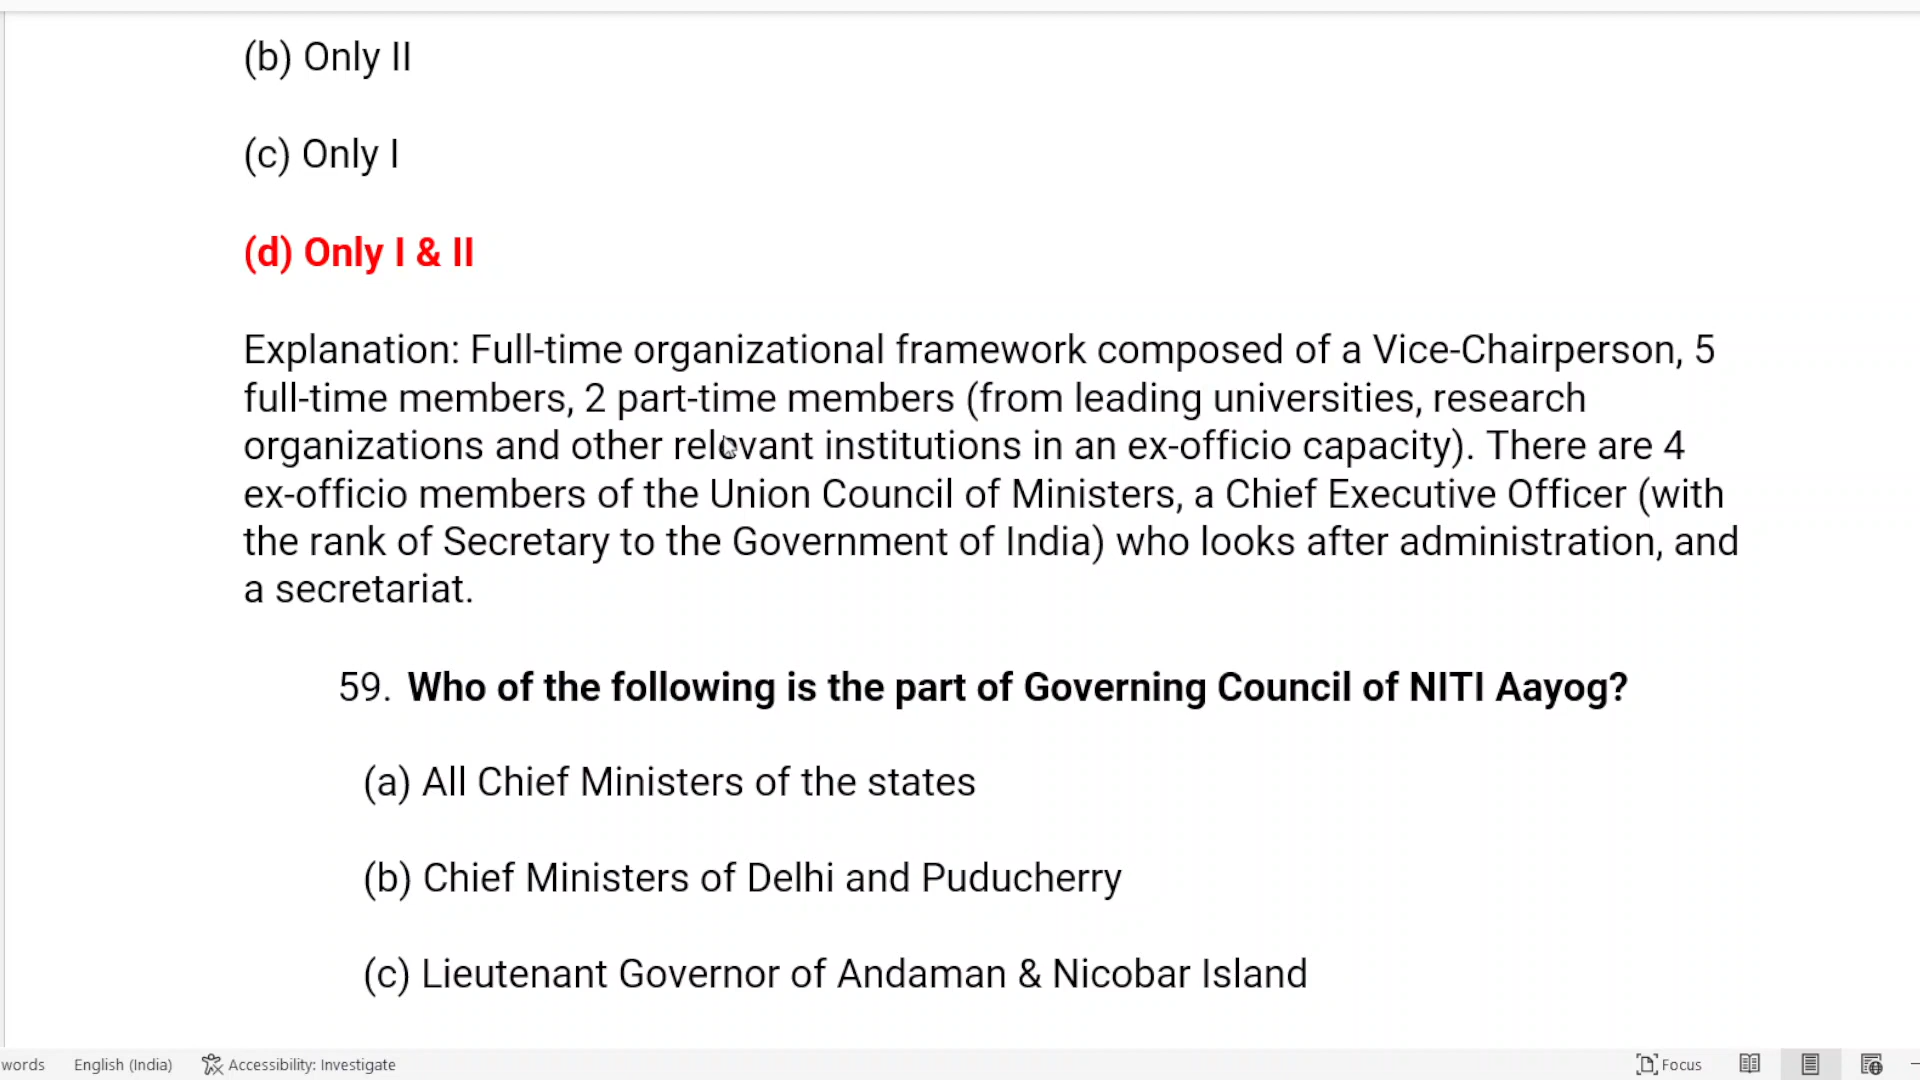 (b) Only II
(c) Only I
(d) Only I & II
Explanation: Full-time organizational framework composed of a Vice-Chairperson, 5
full-time members, 2 part-time members (from leading universities, research
organizations and other relevant institutions in an ex-officio capacity). There are 4
ex-officio members of the Union Council of Ministers, a Chief Executive Officer (with
the rank of Secretary to the Government of India) who looks after administration, and
a secretariat.
59. Who of the following is the part of Governing Council of NITI Aayog?
(a) All Chief Ministers of the states
(b) Chief Ministers of Delhi and Puducherry
(c) Lieutenant Governor of Andaman & Nicobar Island
words English (India) Accessibility: Investigate Focus